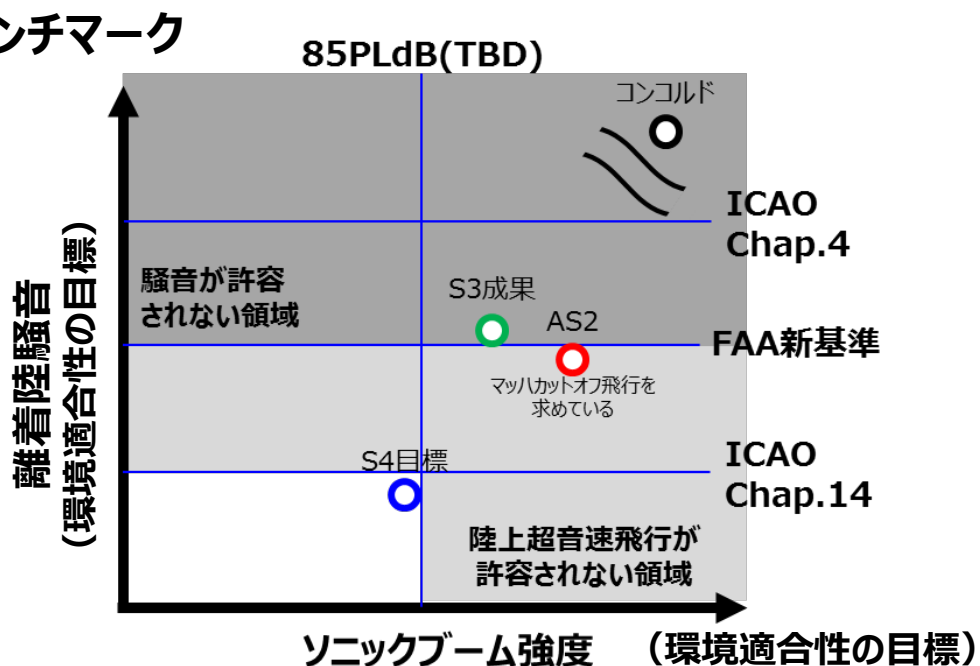 ンチマーク
85PLdB(TBD)
コンコルド
ICAO
Chap.4
騒音が許容
されない領域
S3成果
AS2
FAA新基準
マッハカットオフ飛行を
求めている
離着陸騒音
(環境適合性の目標)
S4目標
ICAO
Chap.14
陸上超音速飛行が
許容されない領域
ソニックブーム強度 (環境適合性の目標)